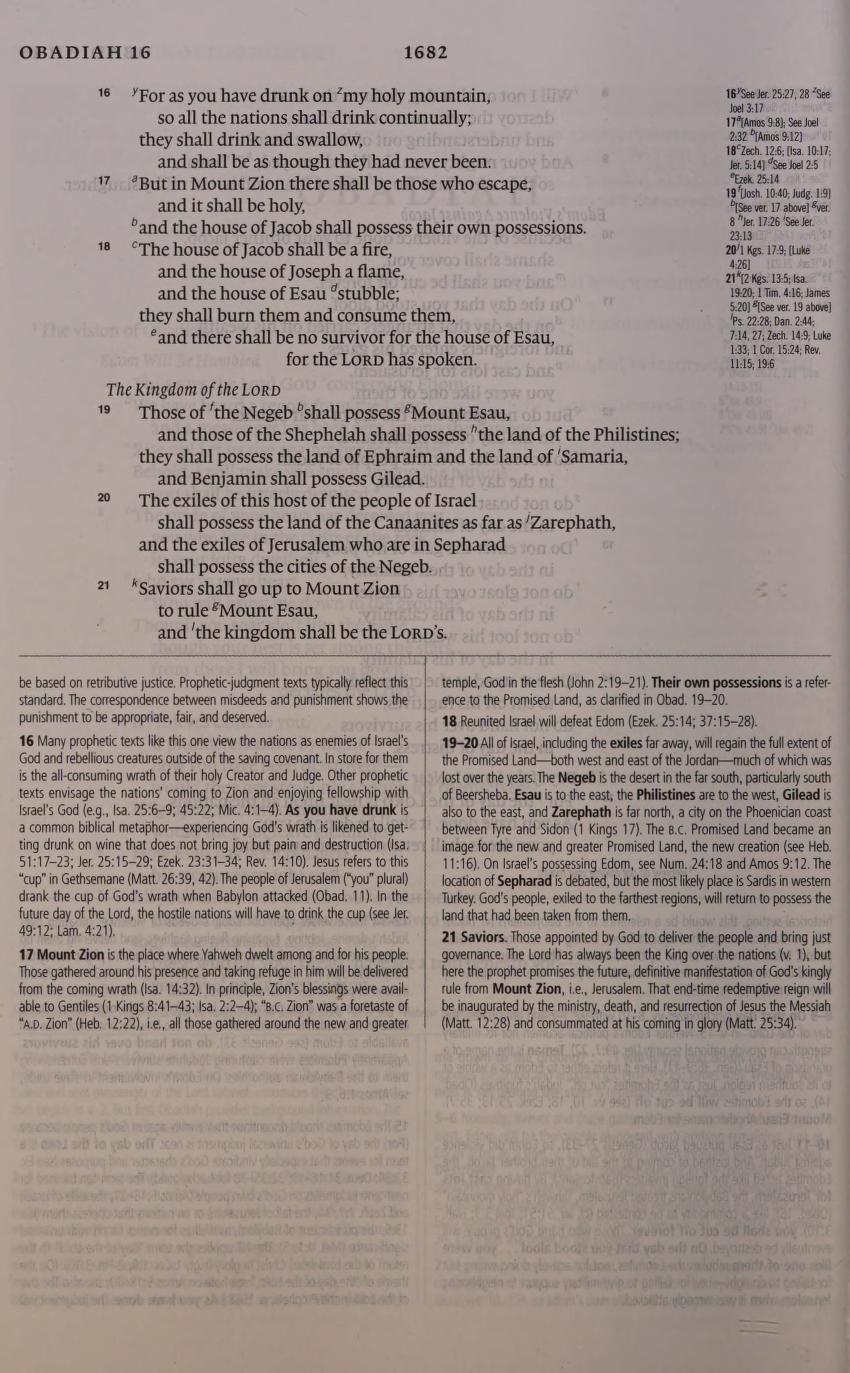 OBADIAH 16
1682
16 yFor as you have drunk on zmy holy mountain,
so all the nations shall drink continually;
they shall drink and swallow,
and shall be as though they had never been.
17 aBut in Mount Zion there shall be those who escape,
and it shall be holy,
band the house of Jacob shall possess their own possessions.
18 cThe house of Jacob shall be a fire,
and the house of Joseph a flame,
and the house of Esau dstubble;
they shall burn them and consume them,
eand there shall be no survivor for the house of Esau,
for the LORD has spoken.
The Kingdom of the LORD
19 Those of fthe Negeb bshall possess gMount Esau,
and those of the Shephelah shall possess hthe land of the Philistines;
they shall possess the land of Ephraim and the land of iSamaria,
and Benjamin shall possess Gilead.
20 The exiles of this host of the people of Israel
shall possess the land of the Canaanites as far as jZarephath,
and the exiles of Jerusalem who are in Sepharad
shall possess the cities of the Negeb.
21 kSaviors shall go up to Mount Zion
to rule gMount Esau,
and lthe kingdom shall be the LORD's.
16 ySee Jer. 25:27, 28 zSee
Joel 3:17
17 a[Amos 9:8]; See Joel
2:32 b[Amos 9:12]
18 cZech. 12:6; [Isa. 10:17;
Jer. 5:14] dSee Joel 2:5
eEzek. 25:14
19 f[Josh. 10:40; Judg. 1:9]
b[See ver. 17 above] gver.
8 hJer. 17:26 iSee Jer.
23:13
20 j1 Kgs. 17:9; [Luke
4:26]
21 k[2 Kgs. 13:5; Isa.
19:20; 1 Tim. 4:16; James
5:20] g[See ver. 19 above]
lPs. 22:28; Dan. 2:44;
7:14, 27; Zech. 14:9; Luke
1:33; 1 Cor. 15:24; Rev.
11:15; 19:6
be based on retributive justice. Prophetic-judgment texts typically reflect this
standard. The correspondence between misdeeds and punishment shows the
punishment to be appropriate, fair, and deserved.
16 Many prophetic texts like this one view the nations as enemies of Israel's
God and rebellious creatures outside of the saving covenant. In store for them
is the all-consuming wrath of their holy Creator and Judge. Other prophetic
texts envisage the nations' coming to Zion and enjoying fellowship with
Israel's God (e.g., Isa. 25:6–9; 45:22; Mic. 4:1–4). As you have drunk is
a common biblical metaphor—experiencing God's wrath is likened to get-
ting drunk on wine that does not bring joy but pain and destruction (Isa.
51:17–23; Jer. 25:15–29; Ezek. 23:31–34; Rev. 14:10). Jesus refers to this
“cup” in Gethsemane (Matt. 26:39, 42). The people of Jerusalem (“you” plural)
drank the cup of God's wrath when Babylon attacked (Obad. 11). In the
future day of the Lord, the hostile nations will have to drink the cup (see Jer.
49:12; Lam. 4:21).
17 Mount Zion is the place where Yahweh dwelt among and for his people.
Those gathered around his presence and taking refuge in him will be delivered
from the coming wrath (Isa. 14:32). In principle, Zion's blessings were avail-
able to Gentiles (1 Kings 8:41–43; Isa. 2:2–4); “B.C. Zion” was a foretaste of
“A.D. Zion” (Heb. 12:22), i.e., all those gathered around the new and greater
temple, God in the flesh (John 2:19–21). Their own possessions is a refer-
ence to the Promised Land, as clarified in Obad. 19–20.
18 Reunited Israel will defeat Edom (Ezek. 25:14; 37:15–28).
19–20 All of Israel, including the exiles far away, will regain the full extent of
the Promised Land—both west and east of the Jordan—much of which was
lost over the years. The Negeb is the desert in the far south, particularly south
of Beersheba. Esau is to the east, the Philistines are to the west, Gilead is
also to the east, and Zarephath is far north, a city on the Phoenician coast
between Tyre and Sidon (1 Kings 17). The B.C. Promised Land became an
image for the new and greater Promised Land, the new creation (see Heb.
11:16). On Israel's possessing Edom, see Num. 24:18 and Amos 9:12. The
location of Sepharad is debated, but the most likely place is Sardis in western
Turkey. God's people, exiled to the farthest regions, will return to possess the
land that had been taken from them.
21 Saviors. Those appointed by God to deliver the people and bring just
governance. The Lord has always been the King over the nations (v. 1), but
here the prophet promises the future, definitive manifestation of God's kingly
rule from Mount Zion, i.e., Jerusalem. That end-time redemptive reign will
be inaugurated by the ministry, death, and resurrection of Jesus the Messiah
(Matt. 12:28) and consummated at his coming in glory (Matt. 25:34).